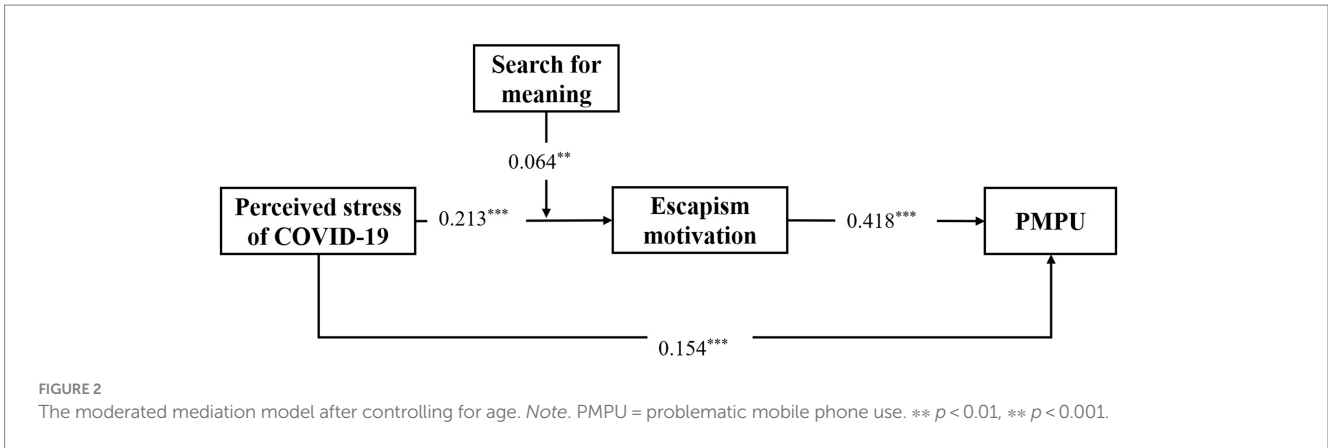 Search for
meaning
0.064**
Perceived stress
of COVID-19
0.213***
Escapism
motivation
0.418***
PMPU
0.154***
FIGURE 2
The moderated mediation model after controlling for age. Note. PMPU = problematic mobile phone use. ** p < 0.01, ** p < 0.001.